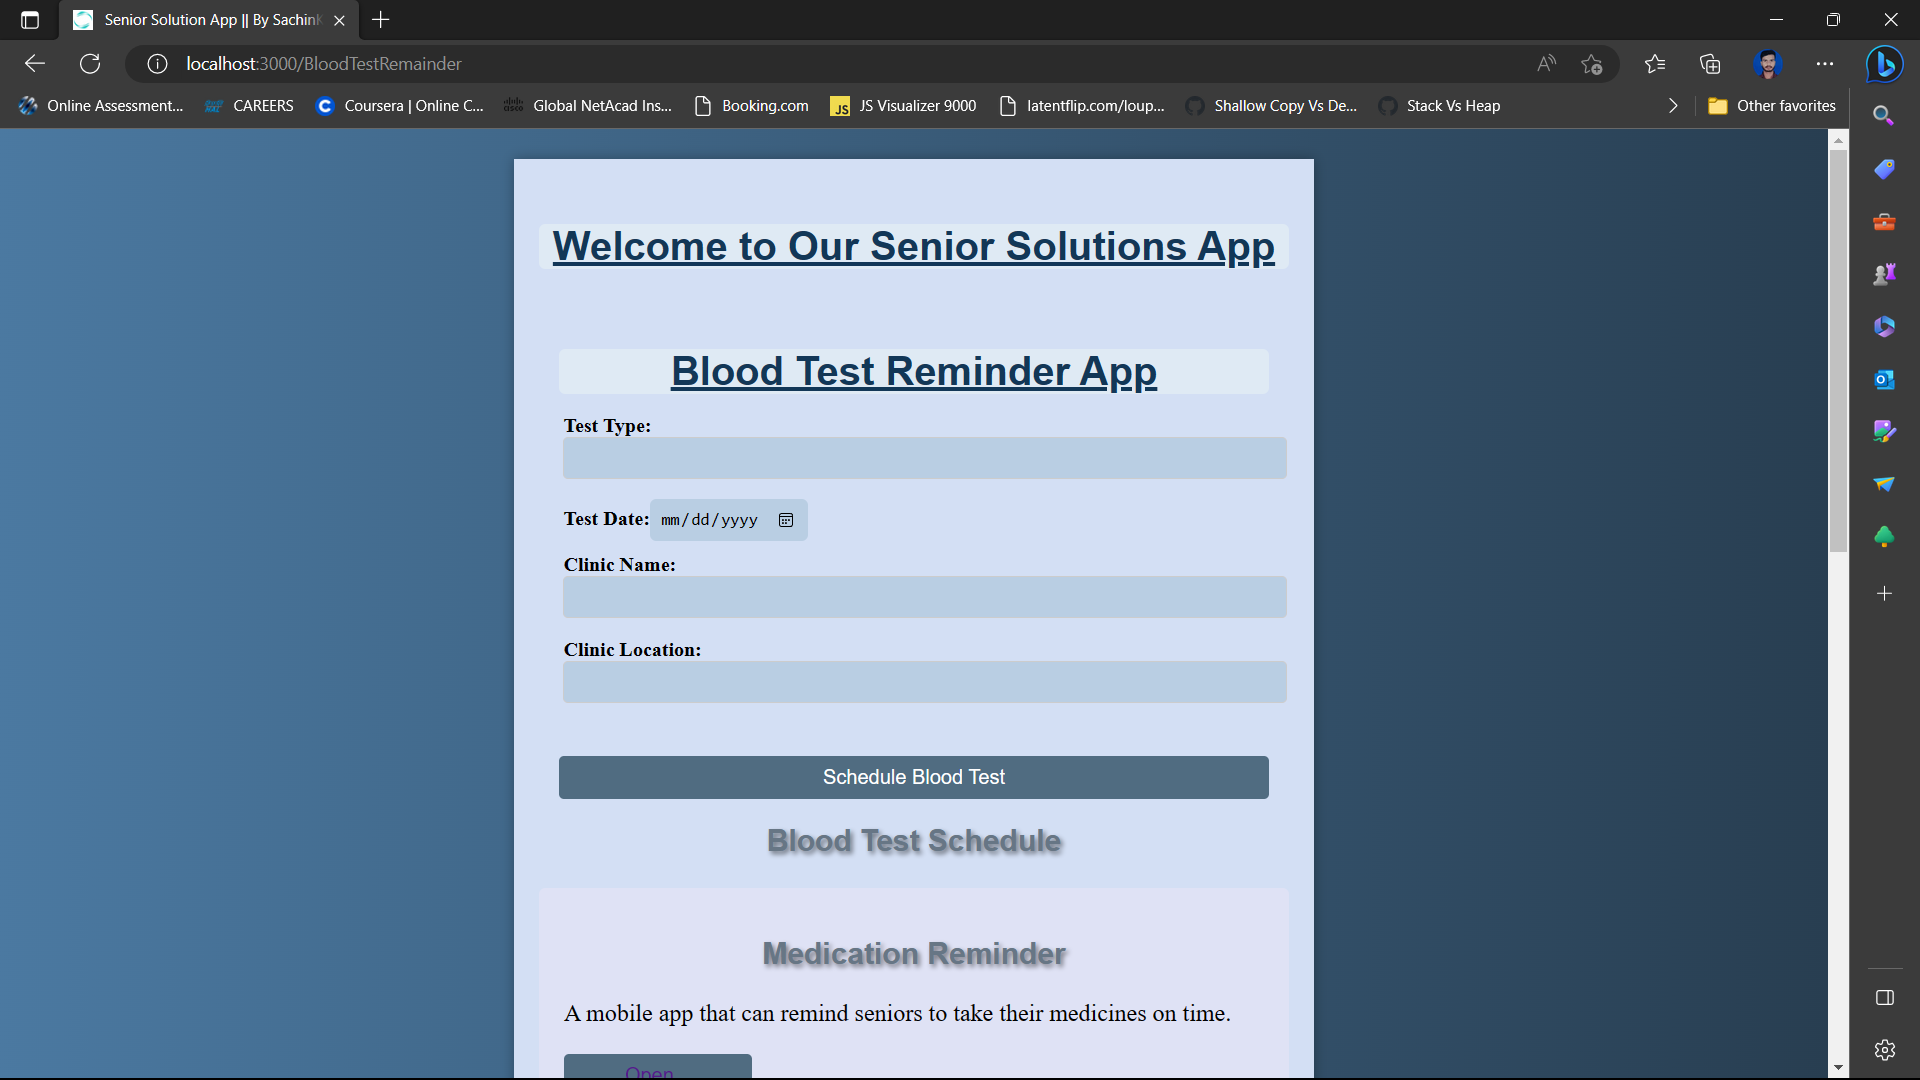 Senior Solution App || By SachinK
localhost:3000/BloodTestRemainder
Online Assessment...
CAREERS
Coursera | Online C...
Global NetAcad Ins...
Booking.com
JS Visualizer 9000
latentflip.com/loup...
Shallow Copy Vs De...
Stack Vs Heap
Other favorites
Welcome to Our Senior Solutions App
Blood Test Reminder App
Test Type:
Test Date: mm/dd/yyyy
Clinic Name:
Clinic Location:
Schedule Blood Test
Blood Test Schedule
Medication Reminder
A mobile app that can remind seniors to take their medicines on time.
Open